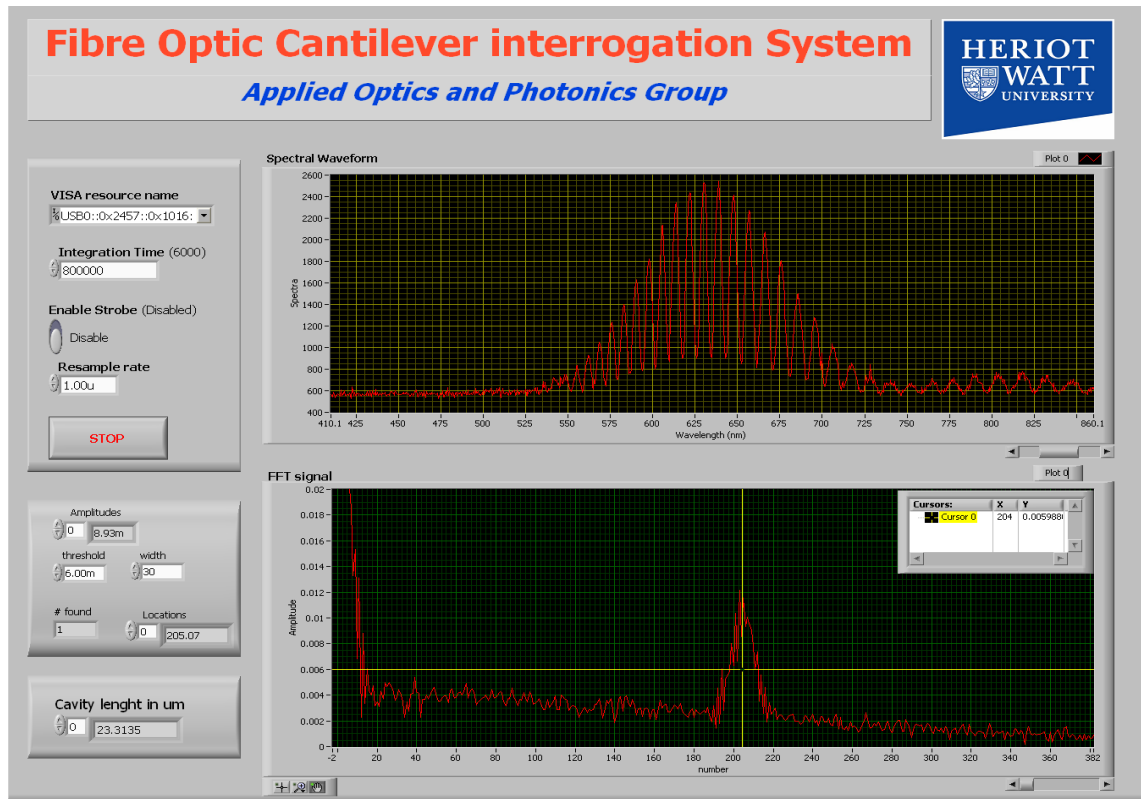 Fibre Optic Cantilever interrogation System
Applied Optics and Photonics Group
HERIOT
WATT
UNIVERSITY
VISA resource name
USB0::0x2457::0x1016:
Integration Time (6000)
800000
Enable Strobe (Disabled)
Disable
Resample rate
1.00u
STOP
Amplitudes
0 8.93m
threshold width
6.00m 30
# found Locations
1 0 205.07
Cavity lenght in um
0 23.3135
Spectral Waveform
Plot 0
Spectra
2600
2400
2200
2000
1800
1600
1400
1200
1000
800
600
400
410.1 425 450 475 500 525 550 575 600 625 650 675 700 725 750 775 800 825 860.1
Wavelength (nm)
FFT signal
Plot 0
Cursors: X Y
Cursor 0 204 0.0059880
Amplitude
0.02
0.018
0.016
0.014
0.012
0.01
0.008
0.006
0.004
0.002
0
-2 20 40 60 80 100 120 140 160 180 200 220 240 260 280 300 320 340 360 382
number